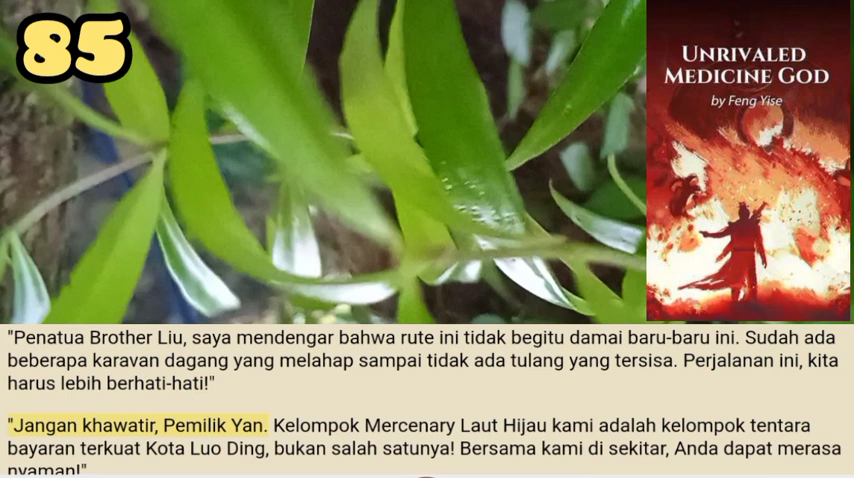 85
UNRIVALED
MEDICINE GOD
by Feng Yise
"Penatua Brother Liu, saya mendengar bahwa rute ini tidak begitu damai baru-baru ini. Sudah ada
beberapa karavan dagang yang melahap sampai tidak ada tulang yang tersisa. Perjalanan ini, kita
harus lebih berhati-hati!"
"Jangan khawatir, Pemilik Yan. Kelompok Mercenary Laut Hijau kami adalah kelompok tentara
bayaran terkuat Kota Luo Ding, bukan salah satunya! Bersama kami di sekitar, Anda dapat merasa
nyaman!"